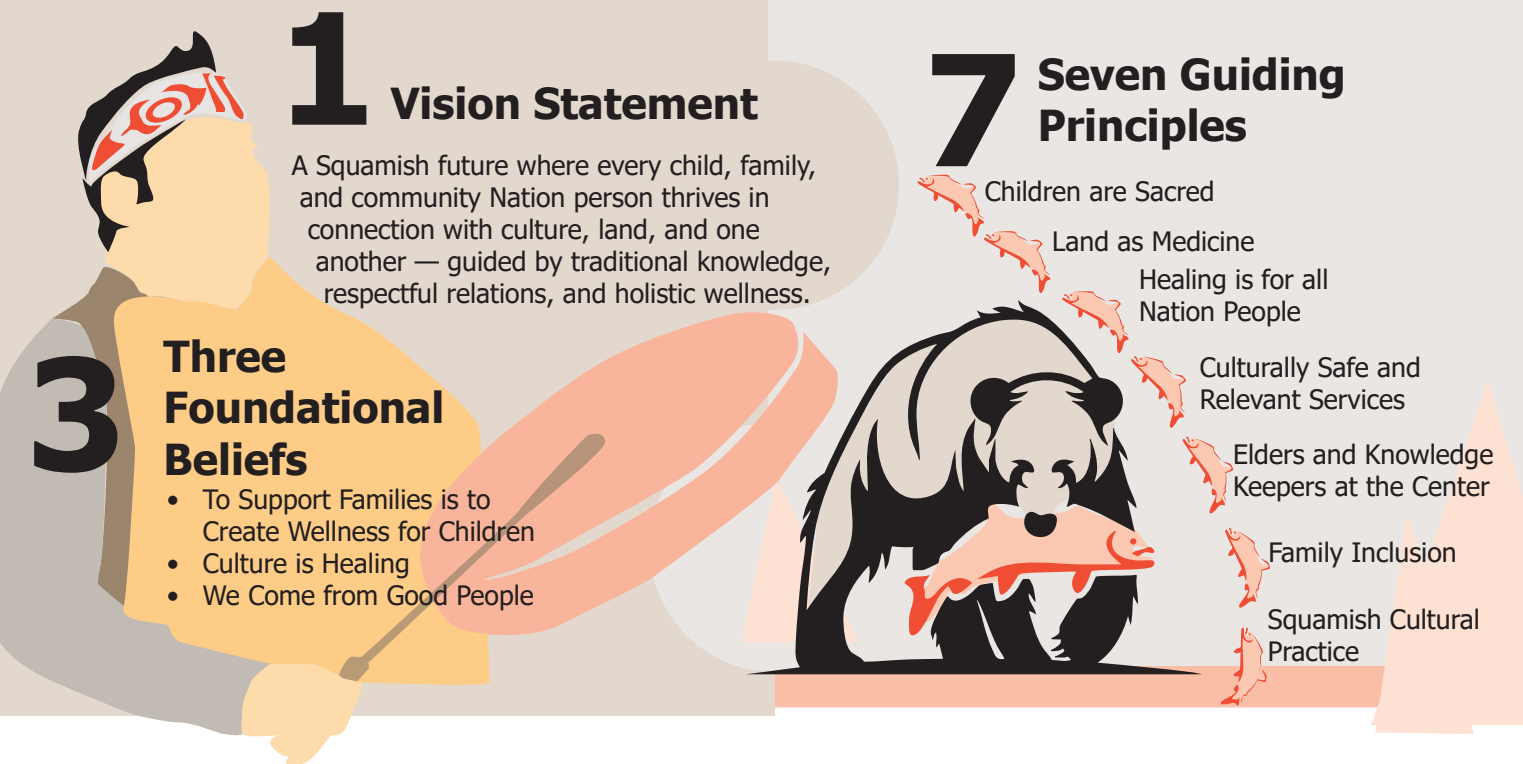 1
Vision Statement
A Squamish future where every child, family,
and community Nation person thrives in
connection with culture, land, and one
another — guided by traditional knowledge,
respectful relations, and holistic wellness.
3
Three
Foundational
Beliefs
• To Support Families is to
Create Wellness for Children
• Culture is Healing
• We Come from Good People
7
Seven Guiding
Principles
Children are Sacred
Land as Medicine
Healing is for all
Nation People
Culturally Safe and
Relevant Services
Elders and Knowledge
Keepers at the Center
Family Inclusion
Squamish Cultural
Practice